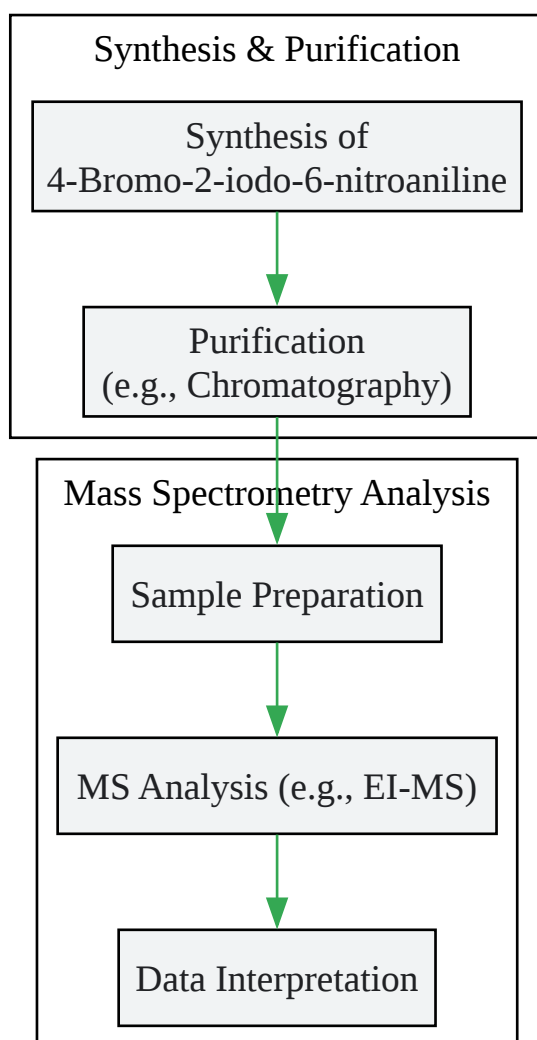 Synthesis & Purification
Synthesis of
4-Bromo-2-iodo-6-nitroaniline
Purification
(e.g., Chromatography)
Mass Spectrometry Analysis
Sample Preparation
MS Analysis (e.g., EI-MS)
Data Interpretation